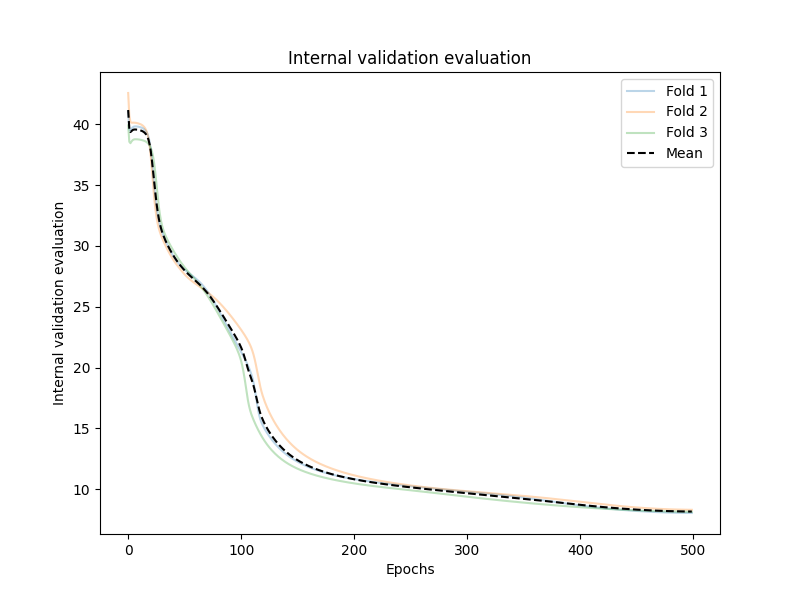 Internal validation evaluation
Fold 1
Fold 2
Fold 3
Mean
Internal validation evaluation
40
35
30
25
20
15
10
0 100 200 300 400 500
Epochs